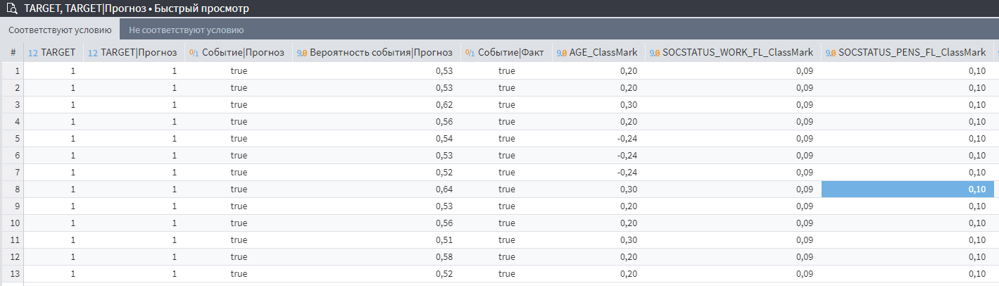 TARGET, TARGET|Прогноз • Быстрый просмотр
Соответствуют условию Не соответствуют условию
# 12 TARGET 12 TARGET|Прогноз 0/1 Событие|Прогноз 9.0 Вероятность события|Прогноз 0/1 Событие|Факт 9.0 AGE_ClassMark 9.0 SOCSTATUS_WORK_FL_ClassMark 9.0 SOCSTATUS_PENS_FL_ClassMark
1 1 1 true 0,53 true 0,20 0,09 0,10
2 1 1 true 0,53 true 0,20 0,09 0,10
3 1 1 true 0,62 true 0,30 0,09 0,10
4 1 1 true 0,56 true 0,20 0,09 0,10
5 1 1 true 0,54 true -0,24 0,09 0,10
6 1 1 true 0,53 true -0,24 0,09 0,10
7 1 1 true 0,52 true -0,24 0,09 0,10
8 1 1 true 0,64 true 0,30 0,09 0,10
9 1 1 true 0,53 true 0,20 0,09 0,10
10 1 1 true 0,56 true 0,20 0,09 0,10
11 1 1 true 0,51 true 0,30 0,09 0,10
12 1 1 true 0,58 true 0,20 0,09 0,10
13 1 1 true 0,52 true 0,20 0,09 0,10